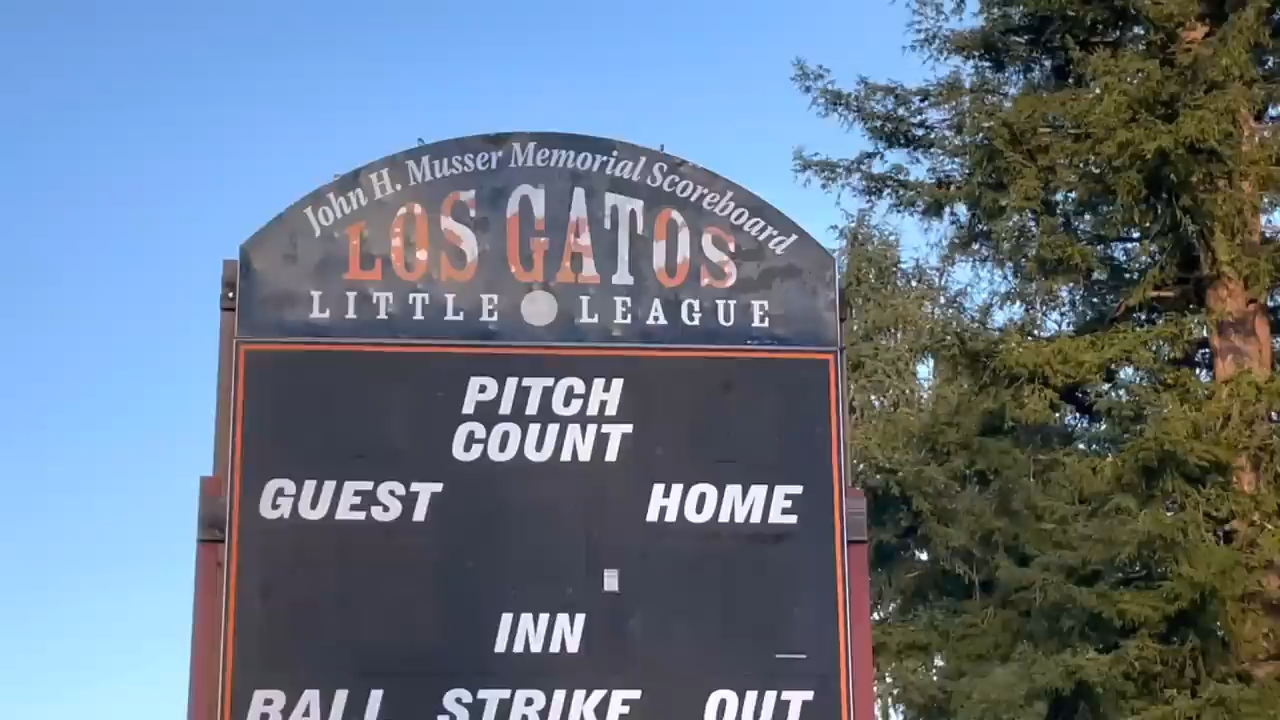 John H. Musser Memorial Scoreboard
LOS GATOS
LITTLE LEAGUE
PITCH
COUNT
GUEST HOME
INN
BALL STRIKE OUT